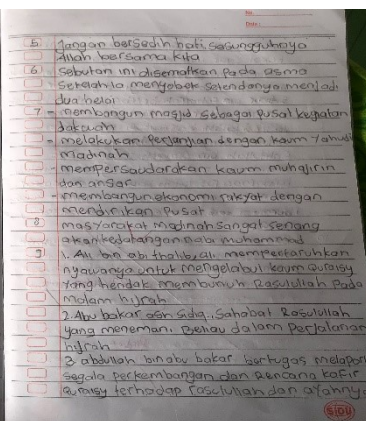 No:
Date:
5 Jangan bersedih hati, sesungguhnya
Allah bersama kita
6 Sebutan ini disematkan pada asma
Setelah Ia menyobek selendangnya menjadi
dua helai
7 - membangun masjid sebagai pusat kegiatan
dakwah
- melakukan Perjanjian dengan kaum Yahudi
madinah
- mempersaudarakan kaum muhajirin
dan ansar
- membangun ekonomi rakyat dengan
mendirikan pusat
8 masyarakat madinah sangat senang
akan kedatangan nabi muhammad
9 1. Ali bin abi thalib, ali mempertaruhkan
nyawanya untuk mengelabui kaum quraisy
yang hendak membunuh Rasulullah pada
malam hijrah
2. Abu bakar ash sidiq, Sahabat Rasulullah
yang menemani Beliau dalam Perjalanan
hijrah
3 abdullah bin abu bakar bertugas melapor
segala perkembangan dan Rencana kafir
quraisy terhadap rasulullah dan ayahnya
SIDU